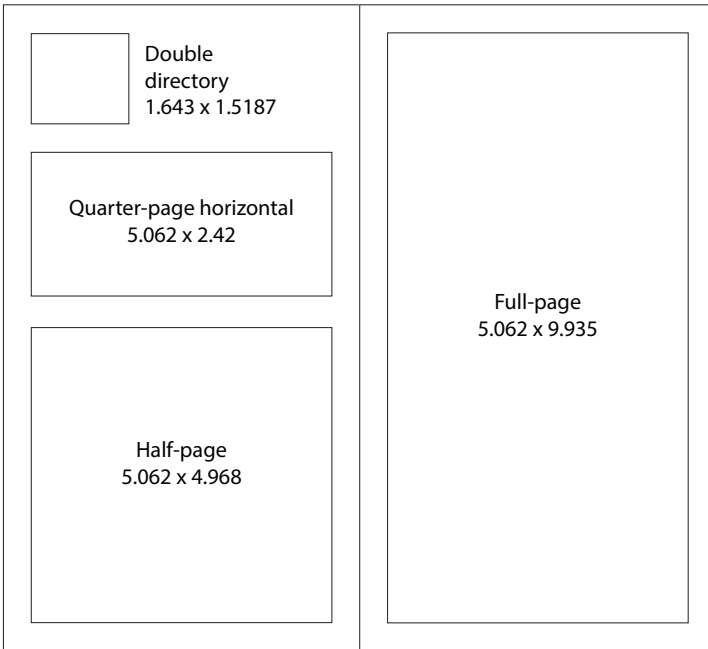 Double
directory
1.643 x 1.5187
Quarter-page horizontal
5.062 x 2.42
Half-page
5.062 x 4.968
Full-page
5.062 x 9.935